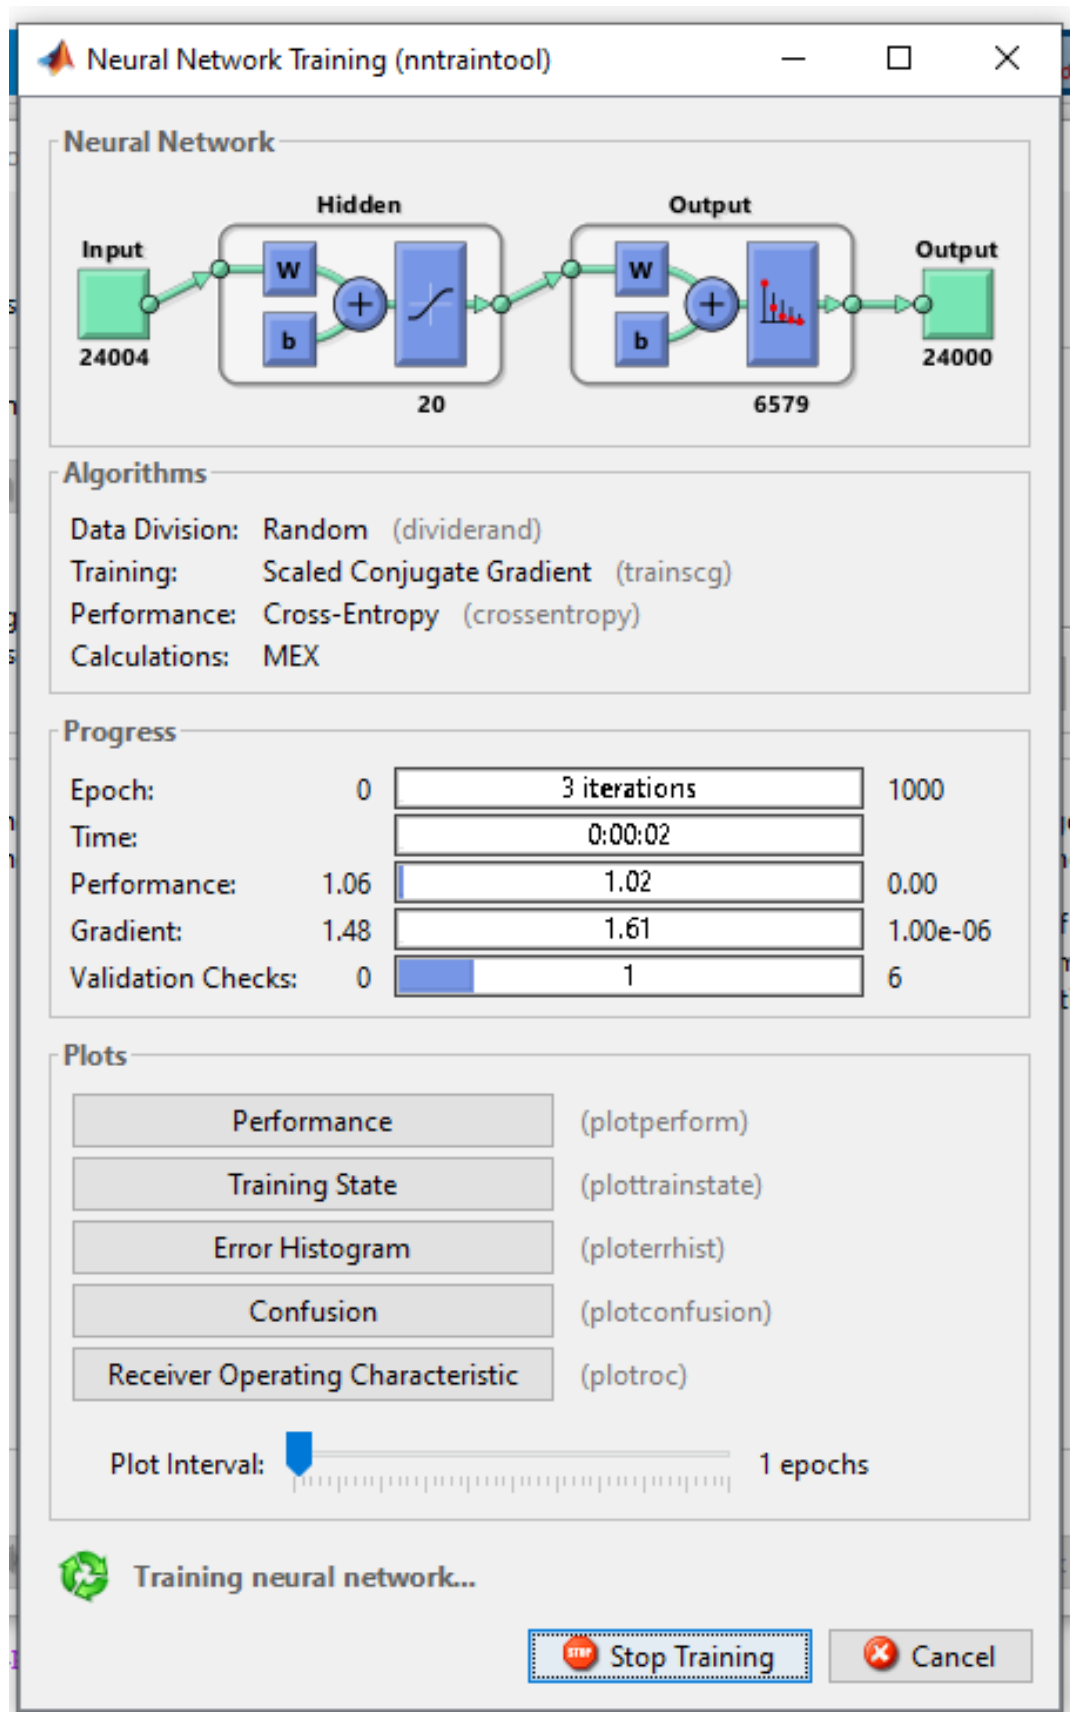 Neural Network Training (nntraintool)
Neural Network
Hidden Output
Input Output
W W
b b
24004 24000
20 6579
Algorithms
Data Division: Random (dividerand)
Training: Scaled Conjugate Gradient (trainscg)
Performance: Cross-Entropy (crossentropy)
Calculations: MEX
Progress
Epoch: 0 3 iterations 1000
Time: 0:00:02
Performance: 1.06 1.02 0.00
Gradient: 1.48 1.61 1.00e-06
Validation Checks: 0 1 6
Plots
Performance (plotperform)
Training State (plottrainstate)
Error Histogram (ploterrhist)
Confusion (plotconfusion)
Receiver Operating Characteristic (plotroc)
Plot Interval: 1 epochs
Training neural network...
STOP Stop Training Cancel